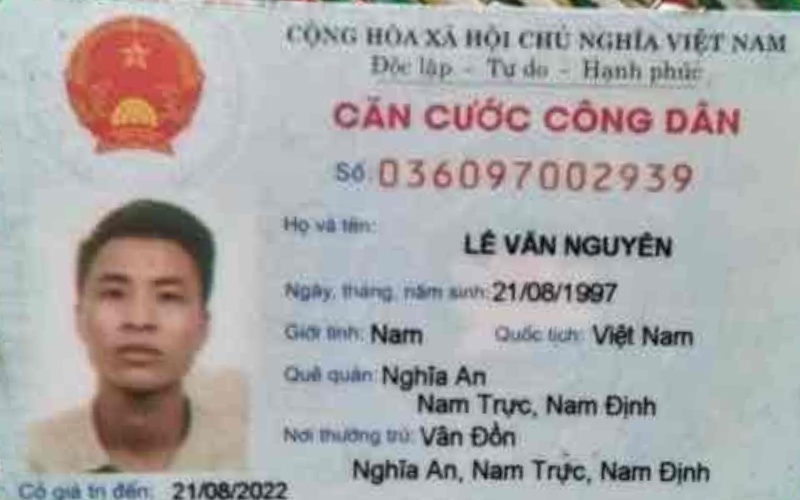 CỘNG HÒA XÃ HỘI CHỦ NGHĨA VIỆT NAM
Độc lập - Tự do - Hạnh phúc
CĂN CƯỚC CÔNG DÂN
Số 036097002939
Họ và tên:
LÊ VĂN NGUYÊN
Ngày, tháng, năm sinh: 21/08/1997
Giới tính: Nam Quốc tịch: Việt Nam
Quê quán: Nghĩa An
Nam Trực, Nam Định
Nơi thường trú: Vân Đồn
Nghĩa An, Nam Trực, Nam Định
Có giá trị đến: 21/08/2022